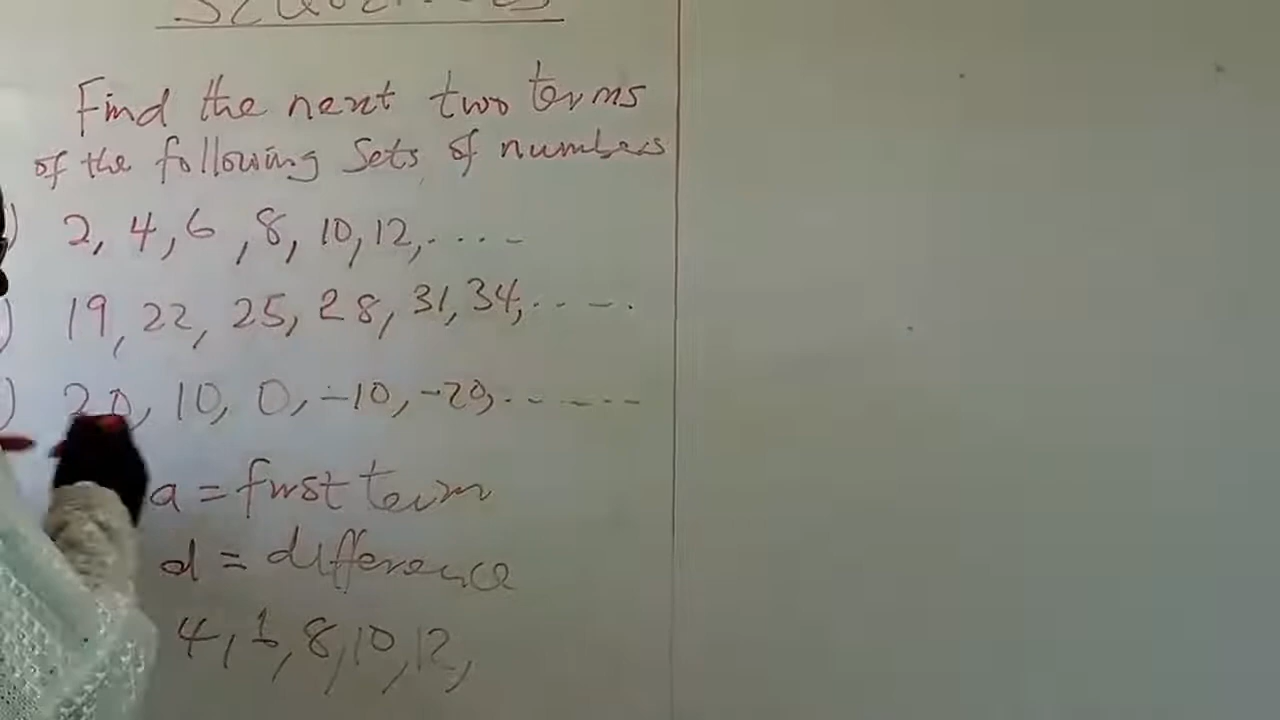 Find the next two terms
of the following Sets of numbers
) 2, 4, 6, 8, 10, 12, ....
) 19, 22, 25, 28, 31, 34, .....
) 20, 10, 0, -10, -20, ......
a = first term
d = difference
4, 6, 8, 10, 12,